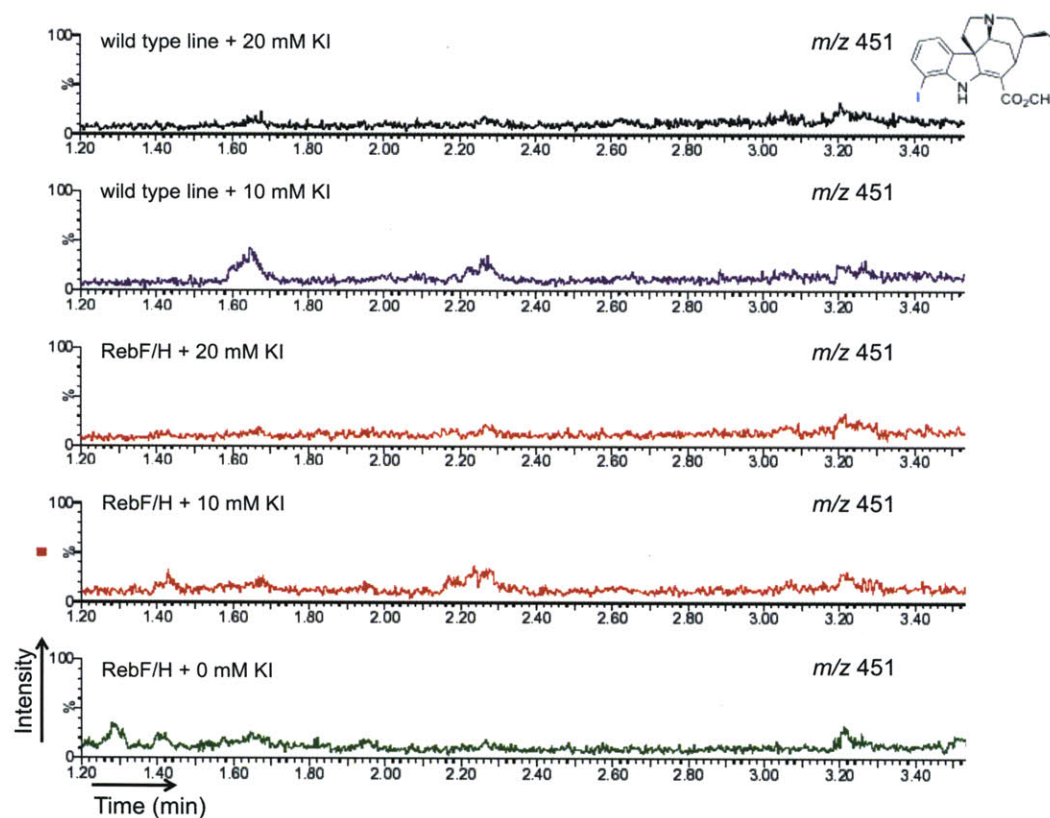 100
wild type line + 20 mM KI
m/z 451
%
0
1.20 1.40 1.60 1.80 2.00 2.20 2.40 2.60 2.80 3.00 3.20 3.40
N
I
N
H
CO₂CH
100
wild type line + 10 mM KI
m/z 451
%
0
1.20 1.40 1.60 1.80 2.00 2.20 2.40 2.60 2.80 3.00 3.20 3.40
100
RebF/H + 20 mM KI
m/z 451
%
0
1.20 1.40 1.60 1.80 2.00 2.20 2.40 2.60 2.80 3.00 3.20 3.40
100
RebF/H + 10 mM KI
m/z 451
%
0
1.20 1.40 1.60 1.80 2.00 2.20 2.40 2.60 2.80 3.00 3.20 3.40
100
RebF/H + 0 mM KI
m/z 451
%
0
1.20 1.40 1.60 1.80 2.00 2.20 2.40 2.60 2.80 3.00 3.20 3.40
Intensity
Time (min)